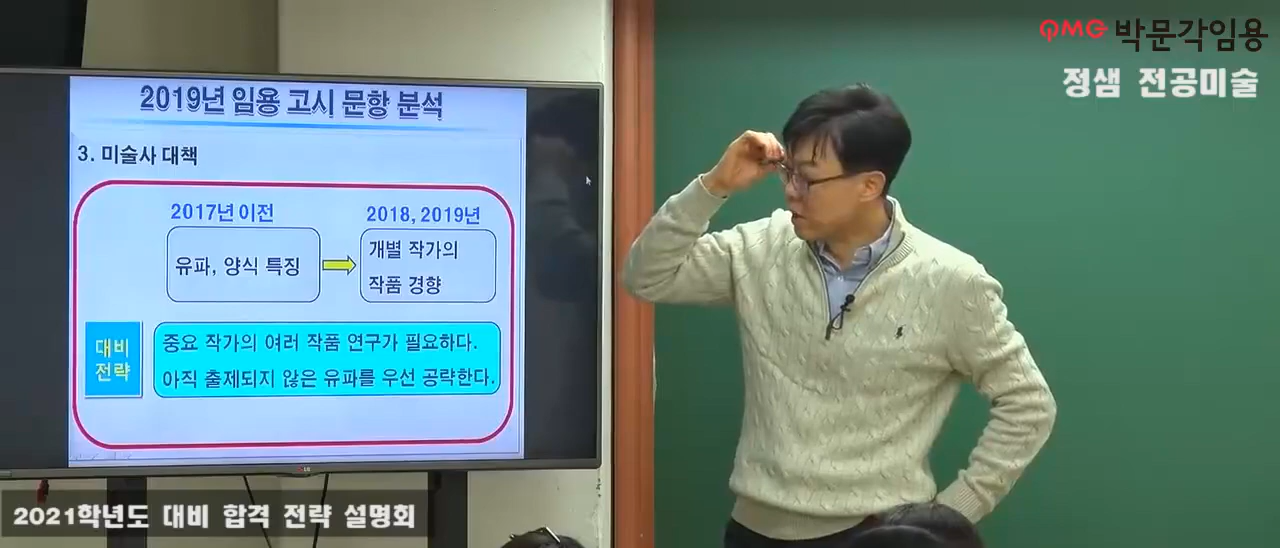 PMG 박문각임용
정샘 전공미술
2019년 임용 고시 문항 분석
3. 미술사 대책
2017년 이전
2018, 2019년
유파, 양식 특징
개별 작가의
작품 경향
대비
전략
중요 작가의 여러 작품 연구가 필요하다.
아직 출제되지 않은 유파를 우선 공략한다.
LG
2021학년도 대비 합격 전략 설명회